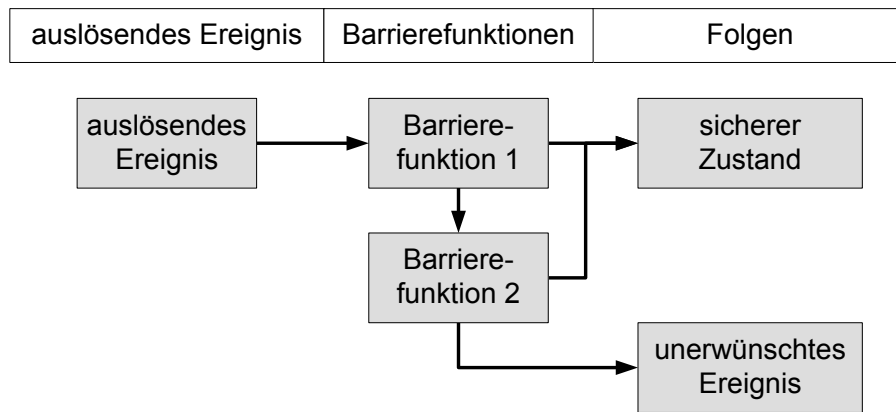 auslösendes Ereignis
Barrierefunktionen
Folgen
auslösendes
Ereignis
Barriere-
funktion 1
sicherer
Zustand
Barriere-
funktion 2
unerwünschtes
Ereignis